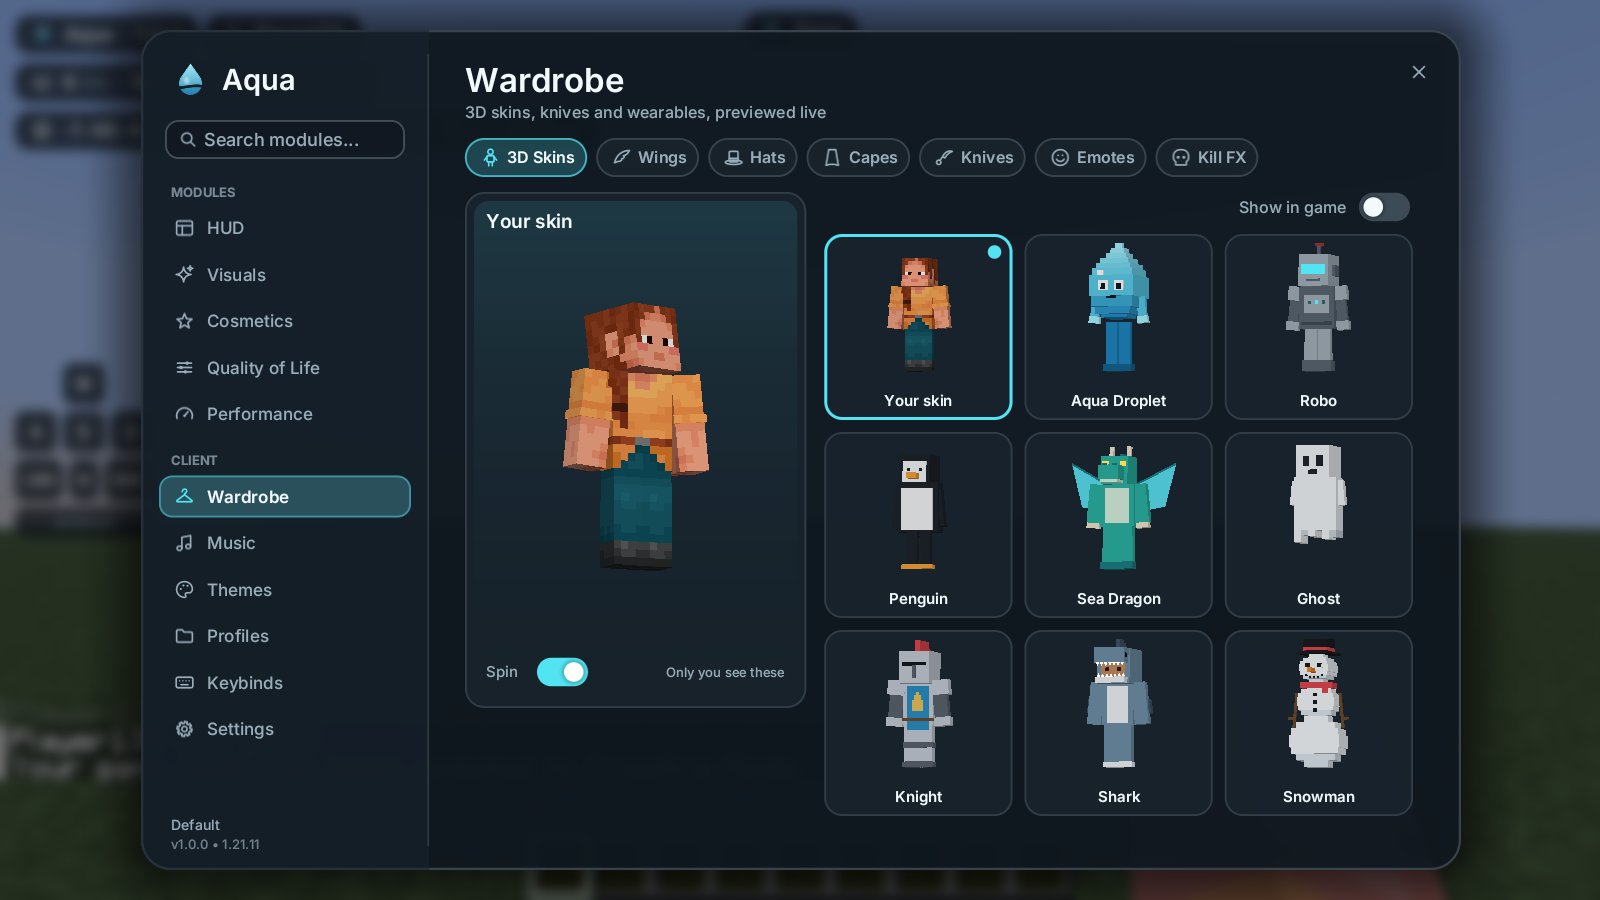 Aqua
Search modules...
MODULES
HUD
Visuals
Cosmetics
Quality of Life
Performance
CLIENT
Wardrobe
Music
Themes
Profiles
Keybinds
Settings
Default
v1.0.0 • 1.21.11
Wardrobe
3D skins, knives and wearables, previewed live
3D Skins
Wings
Hats
Capes
Knives
Emotes
Kill FX
Your skin
Spin
Only you see these
Show in game
Your skin
Aqua Droplet
Robo
Penguin
Sea Dragon
Ghost
Knight
Shark
Snowman